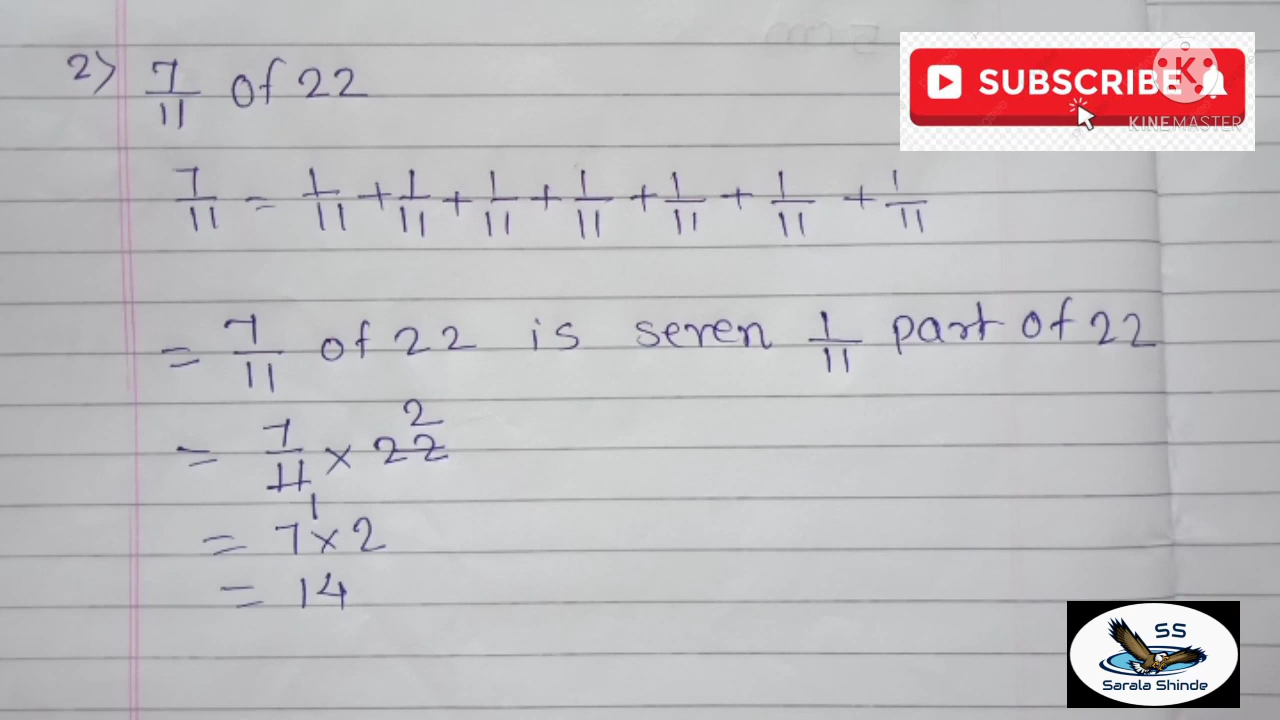 2) 7/11 of 22
SUBSCRIBE
K
KINEMASTER
7/11 = 1/11 + 1/11 + 1/11 + 1/11 + 1/11 + 1/11 + 1/11
= 7/11 of 22 is seven 1/11 part of 22
= 7/11 × 22
2
1
= 7 × 2
= 14
SS
Sarala Shinde